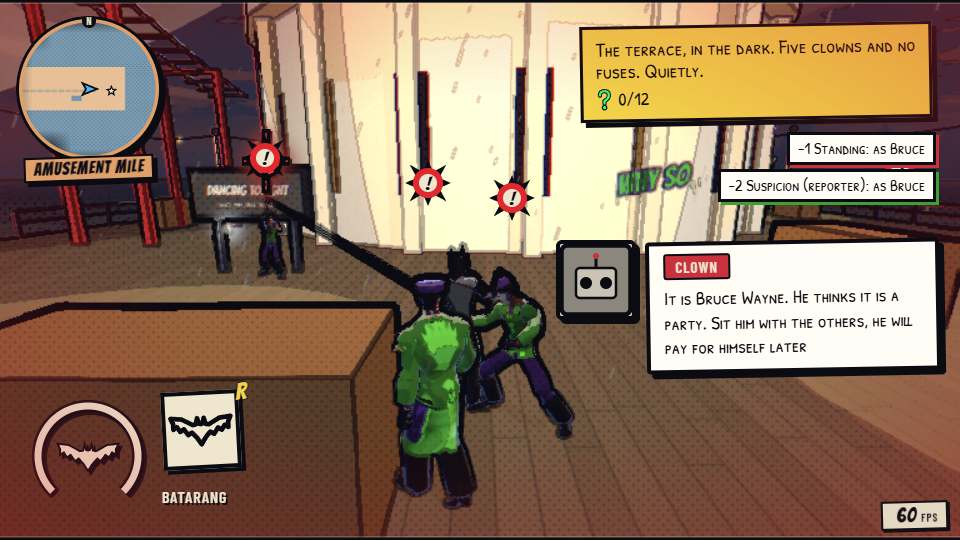 N
AMUSEMENT MILE
The terrace, in the dark. Five clowns and no
fuses. Quietly.
? 0/12
-1 Standing: as Bruce
-2 Suspicion (reporter): as Bruce
!
!
!
WHY SO
CLOWN
It is Bruce Wayne. He thinks it is a
party. Sit him with the others, he will
pay for himself later
R
BATARANG
60 FPS